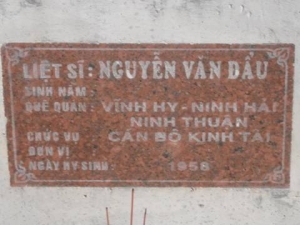 LIỆT SĨ: NGUYỄN VĂN DẦU
SINH NĂM:
QUÊ QUÁN: VĨNH HY - NINH HẢI
NINH THUẬN
CHỨC VỤ CÁN BỘ KINH TÀI
ĐƠN VỊ
NGÀY HY SINH: 1958